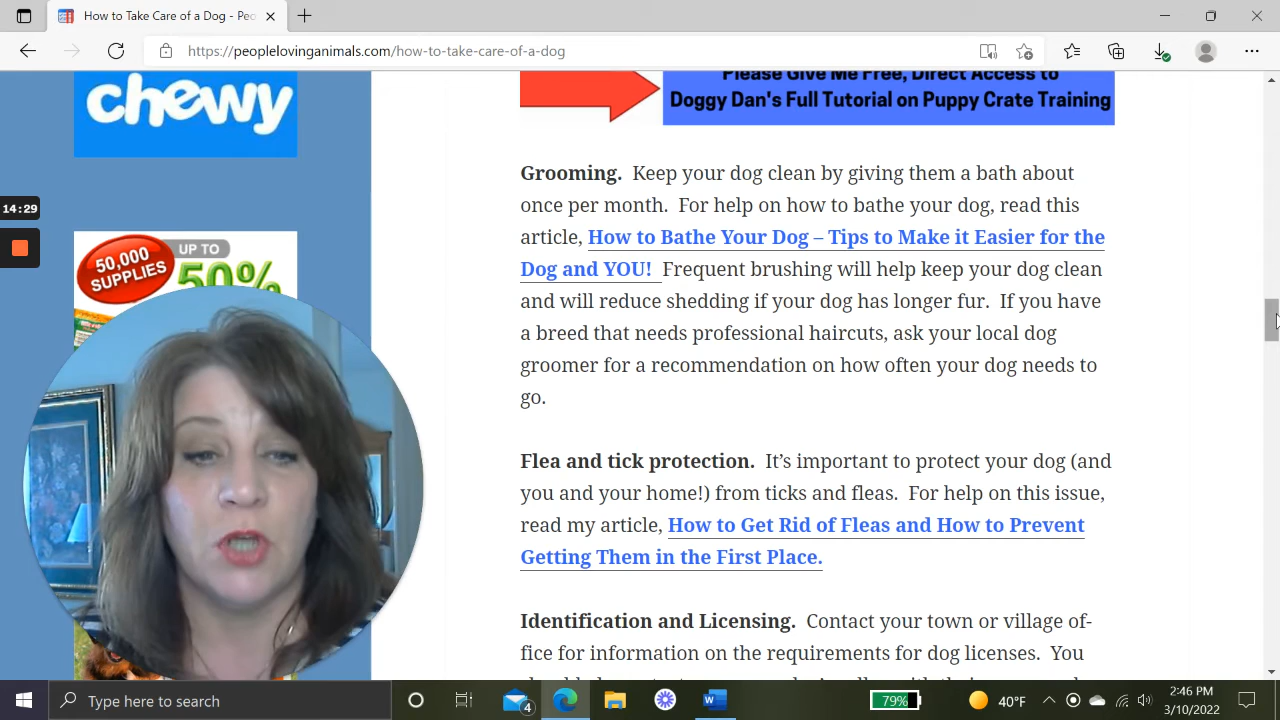 How to Take Care of a Dog - Peo
https://peoplelovinganimals.com/how-to-take-care-of-a-dog
chewy
Please Give Me Free, Direct Access to
Doggy Dan's Full Tutorial on Puppy Crate Training
14:29
50,000
SUPPLIES
UP TO
50%
Grooming.  Keep your dog clean by giving them a bath about
once per month.  For help on how to bathe your dog, read this
article, How to Bathe Your Dog – Tips to Make it Easier for the
Dog and YOU!  Frequent brushing will help keep your dog clean
and will reduce shedding if your dog has longer fur.  If you have
a breed that needs professional haircuts, ask your local dog
groomer for a recommendation on how often your dog needs to
go.
Flea and tick protection.  It’s important to protect your dog (and
you and your home!) from ticks and fleas.  For help on this issue,
read my article, How to Get Rid of Fleas and How to Prevent
Getting Them in the First Place.
Identification and Licensing.  Contact your town or village of-
fice for information on the requirements for dog licenses.  You
Type here to search
4
79%
40°F
2:46 PM
3/10/2022